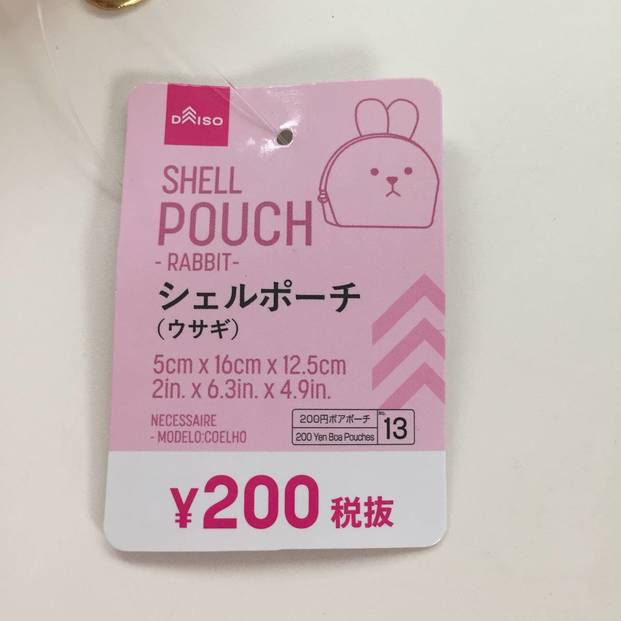 DAISO
SHELL
POUCH
- RABBIT-
シェルポーチ
（ウサギ）
5cm x 16cm x 12.5cm
2in. x 6.3in. x 4.9in.
NECESSAIRE
- MODELO:COELHO
200円ボアポーチ
200 Yen Boa Pouches
No.
13
¥200 税抜